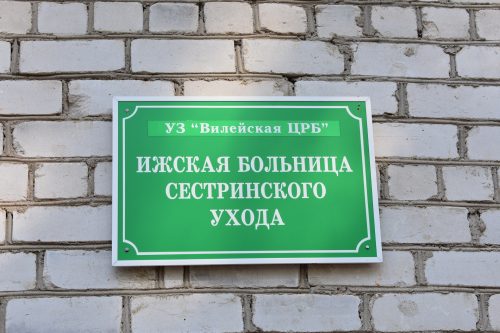 УЗ "Вилейская ЦРБ"
ИЖСКАЯ БОЛЬНИЦА
СЕСТРИНСКОГО
УХОДА